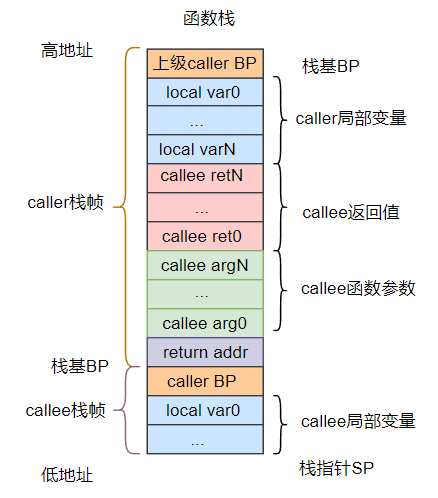 函数栈
高地址
上级caller BP
栈基BP
local var0
...
local varN
caller局部变量
callee retN
...
callee ret0
callee返回值
caller栈帧
callee argN
...
callee arg0
callee函数参数
return addr
栈基BP
caller BP
callee栈帧
local var0
...
callee局部变量
低地址
栈指针SP